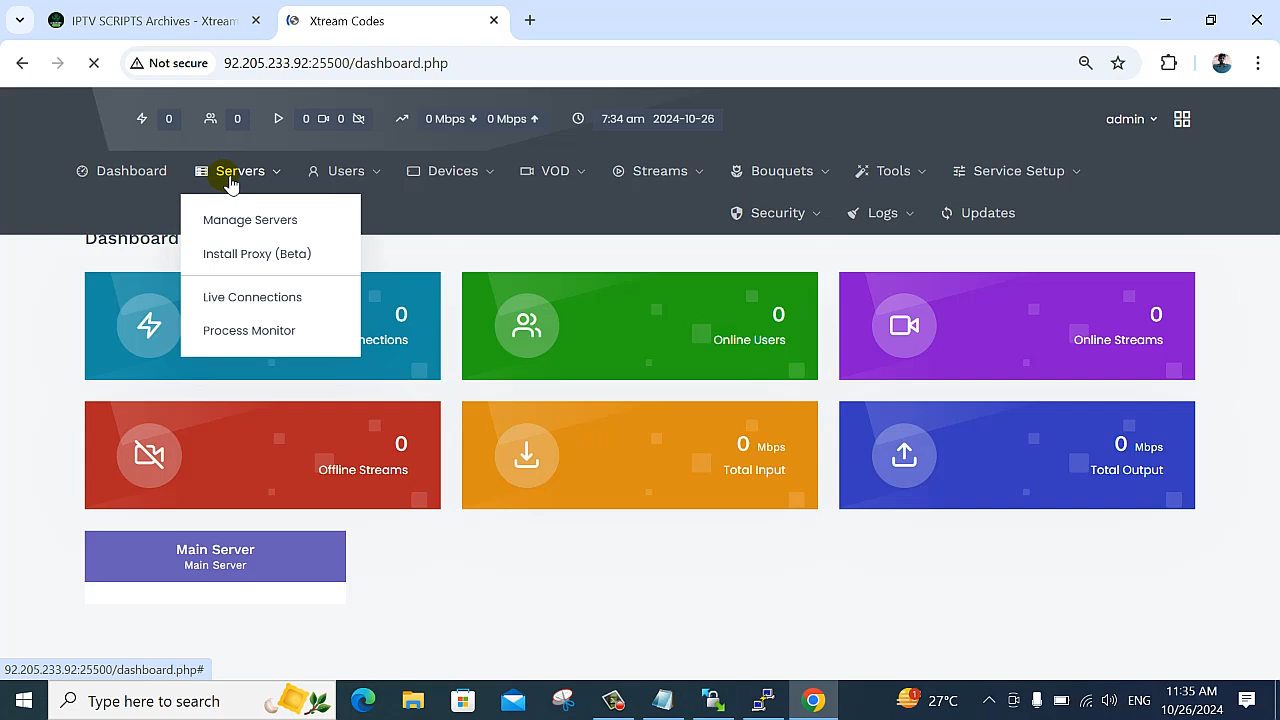 IPTV SCRIPTS Archives - Xtream
Xtream Codes
Not secure
92.205.233.92:25500/dashboard.php
0
0
0 0
0 Mbps 0 Mbps
7:34 am 2024-10-26
admin
Dashboard
Servers
Users
Devices
VOD
Streams
Bouquets
Tools
Service Setup
Security
Logs
Updates
Manage Servers
Install Proxy (Beta)
Live Connections
Process Monitor
Dashboard
0
nections
0
Online Users
0
Online Streams
0
Offline Streams
0 Mbps
Total Input
0 Mbps
Total Output
Main Server
Main Server
92.205.233.92:25500/dashboard.php#
Type here to search
1
27°C
ENG
11:35 AM
10/26/2024